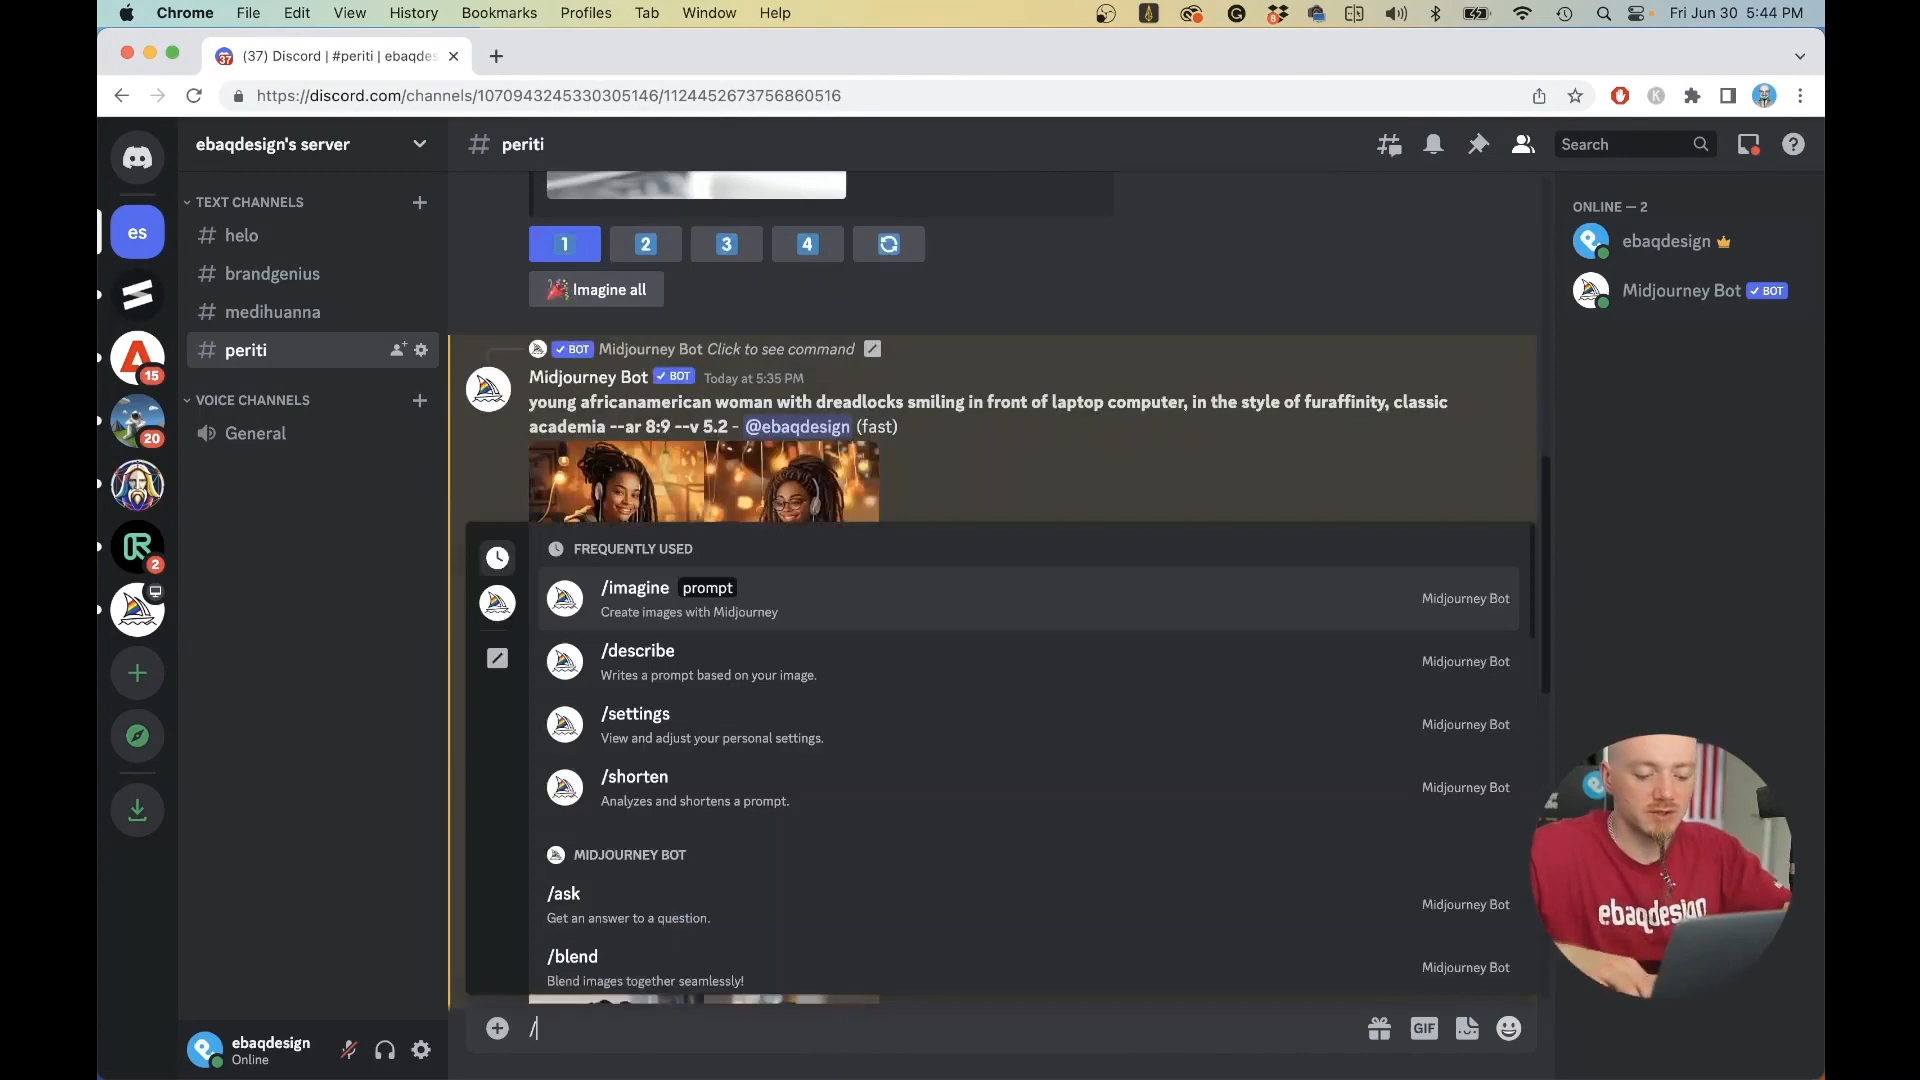 Chrome File Edit View History Bookmarks Profiles Tab Window Help
8
Fri Jun 30 5:44 PM
37
(37) Discord | #periti | ebaqdes
https://discord.com/channels/1070943245330305146/1124452673756860516
K
ebaqdesign's server
periti
Search
TEXT CHANNELS
helo
brandgenius
medihuanna
periti
VOICE CHANNELS
General
es
15
20
2
1 2 3 4
Imagine all
BOT Midjourney Bot Click to see command
Midjourney Bot BOT Today at 5:35 PM
young africanamerican woman with dreadlocks smiling in front of laptop computer, in the style of furaffinity, classic
academia --ar 8:9 --v 5.2 - @ebaqdesign (fast)
FREQUENTLY USED
/imagine prompt
Create images with Midjourney
Midjourney Bot
/describe
Writes a prompt based on your image.
Midjourney Bot
/settings
View and adjust your personal settings.
Midjourney Bot
/shorten
Analyzes and shortens a prompt.
Midjourney Bot
MIDJOURNEY BOT
/ask
Get an answer to a question.
Midjourney Bot
/blend
Blend images together seamlessly!
Midjourney Bot
/
GIF
ONLINE — 2
ebaqdesign
Midjourney Bot BOT
ebaqdesign
Online
ebaqdesign